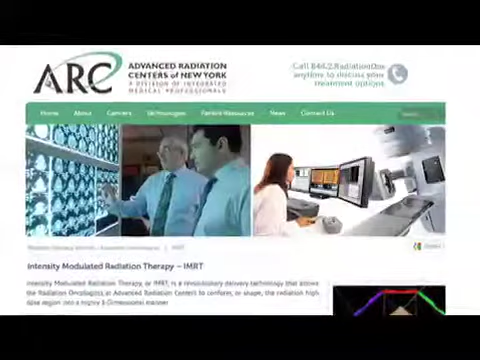 ARC ADVANCED RADIATION
CENTERS of NEW YORK
A DIVISION OF INTEGRATED
MEDICAL PROFESSIONALS
Call 846.2.RadiationOne
anytime to discuss your
treatment options
Home About Cancers Technologies Patient Resources News Contact Us
IMRT
Intensity Modulated Radiation Therapy – IMRT
Intensity Modulated Radiation Therapy, or IMRT, is a revolutionary delivery technology that allows
the Radiation Oncologists at Advanced Radiation Centers to conform, or shape, the radiation high
dose region into a highly 3-Dimensional manner